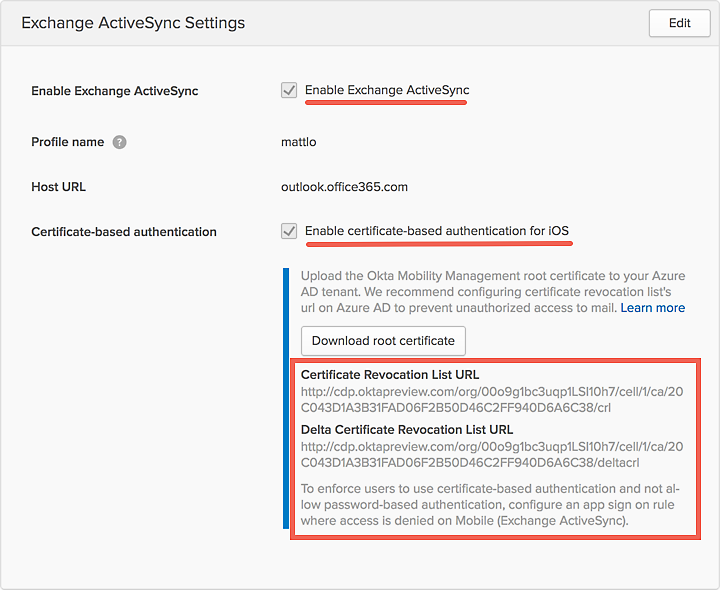 Exchange ActiveSync Settings
Edit
Enable Exchange ActiveSync
Enable Exchange ActiveSync
Profile name ?
mattlo
Host URL
outlook.office365.com
Certificate-based authentication
Enable certificate-based authentication for iOS
Upload the Okta Mobility Management root certificate to your Azure
AD tenant. We recommend configuring certificate revocation list's
url on Azure AD to prevent unauthorized access to mail. Learn more
Download root certificate
Certificate Revocation List URL
http://cdp.oktapreview.com/org/00o9g1bc3uqp1LSI10h7/cell/1/ca/20
C043D1A3B31FAD06F2B50D46C2FF940D6A6C38/crl
Delta Certificate Revocation List URL
http://cdp.oktapreview.com/org/00o9g1bc3uqp1LSI10h7/cell/1/ca/20
C043D1A3B31FAD06F2B50D46C2FF940D6A6C38/deltacrl
To enforce users to use certificate-based authentication and not al-
low password-based authentication, configure an app sign on rule
where access is denied on Mobile (Exchange ActiveSync).